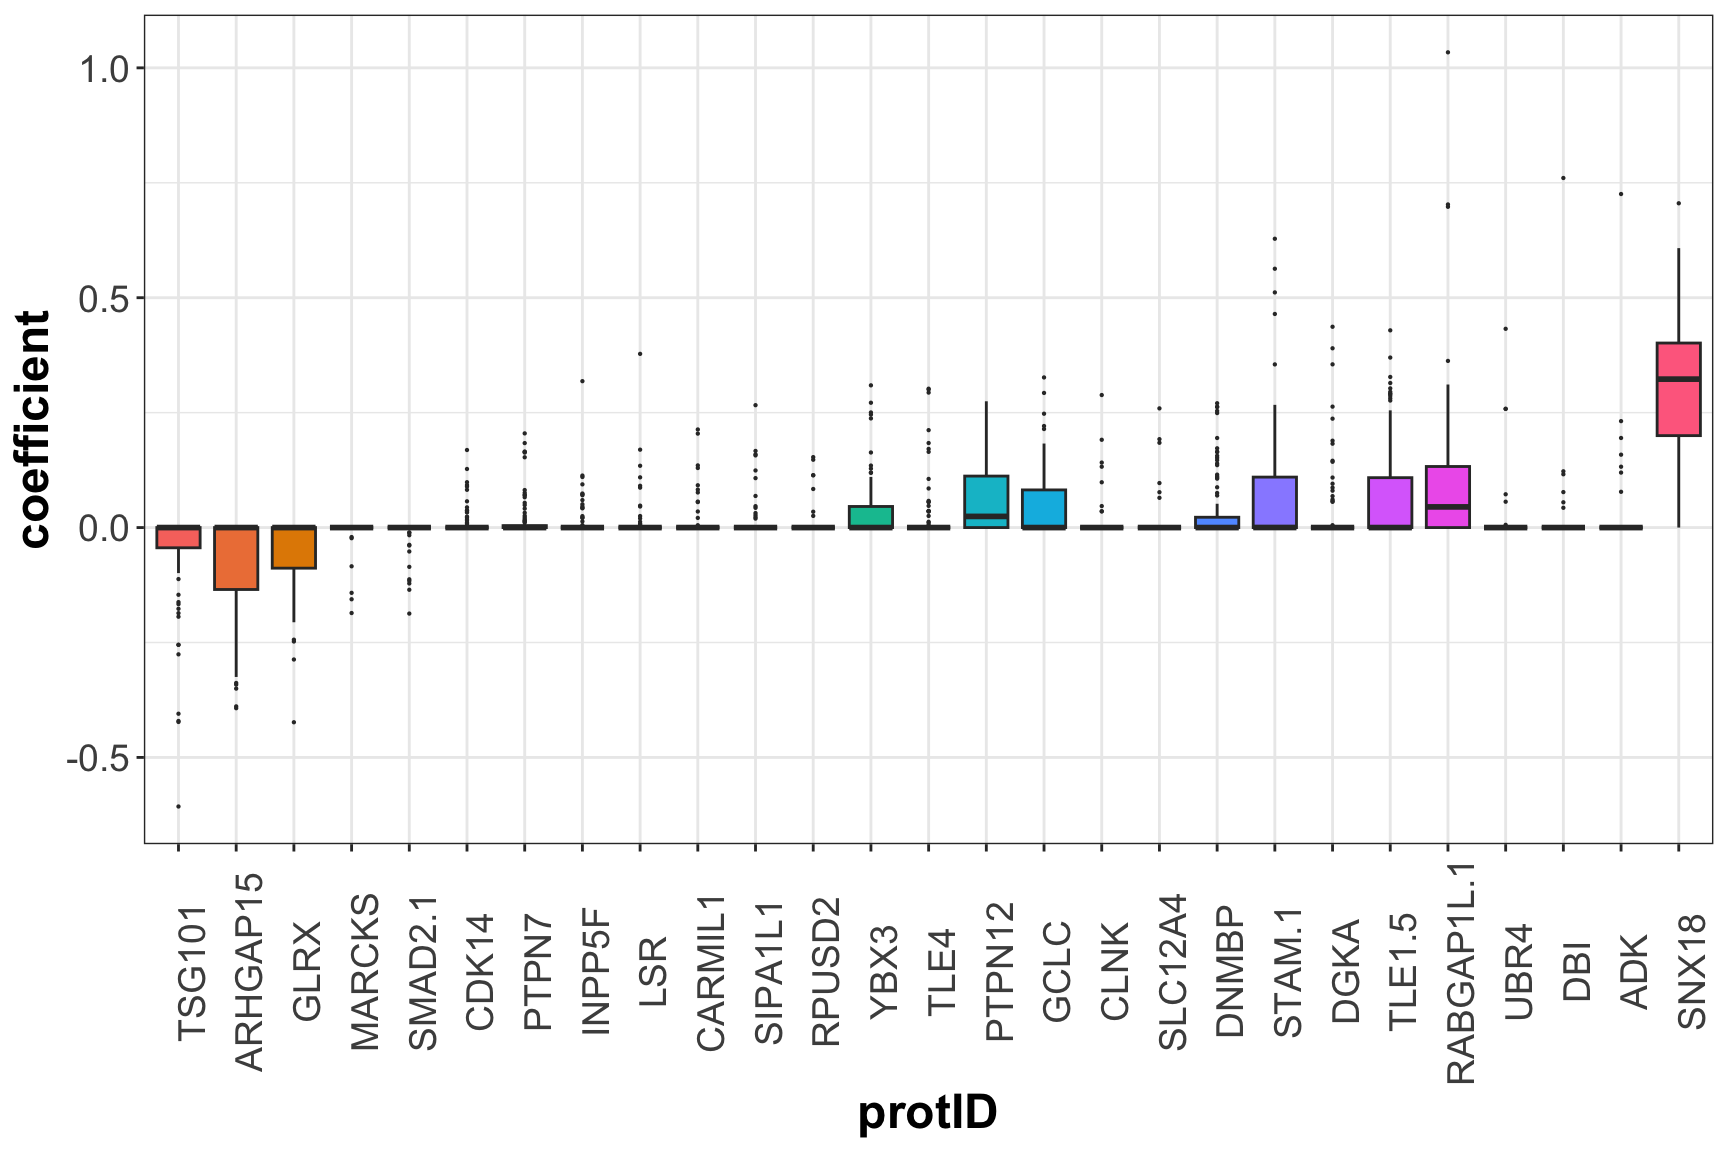 1.0
0.5
0.0
-0.5
coefficient
TSG101
ARHGAP15
GLRX
MARCKS
SMAD2.1
CDK14
PTPN7
INPP5F
LSR
CARMIL1
SIPA1L1
RPUSD2
YBX3
TLE4
PTPN12
GCLC
CLNK
SLC12A4
DNMBP
STAM.1
DGKA
TLE1.5
RABGAP1L.1
UBR4
DBI
ADK
SNX18
protID